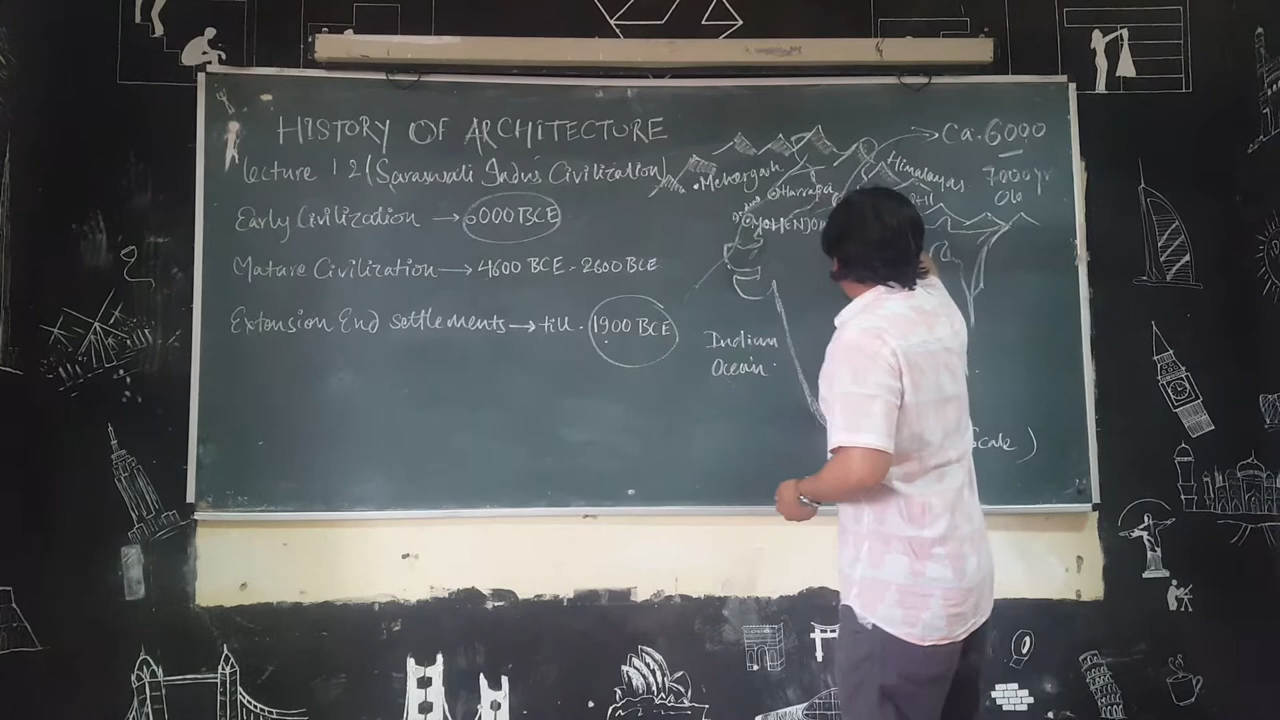 HISTORY OF ARCHITECTURE
Lecture 12 (Saraswati Indus Civilization)
Early Civilization → 6000 BCE
Mature Civilization → 4600 BCE - 2600 BCE
Extension End settlements → till . 1900 BCE
Ca. 6000
7000 yr
Old
Himalayas
Mehergah
Harrapa
MOHENJO
Indian
Ocean
Scale)